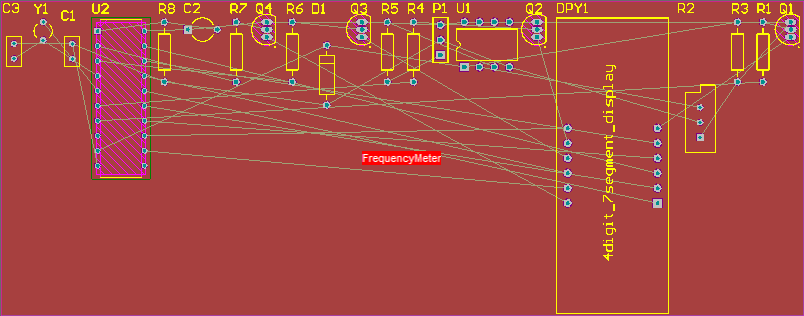 C3 Y1 C1 U2 R8 C2 R7 Q4 R6 D1 Q3 R5 R4 P1 U1 Q2 DPY1 R2 R3 R1 Q1
4digit_7segment_display
FrequencyMeter